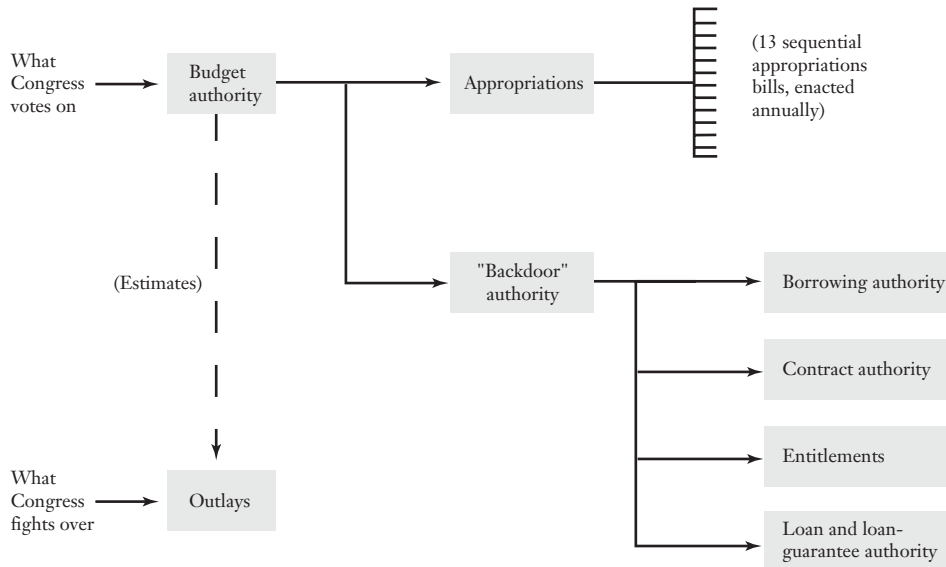 What
Congress
votes on
Budget
authority
Appropriations
(13 sequential
appropriations
bills, enacted
annually)
(Estimates)
"Backdoor"
authority
Borrowing authority
Contract authority
Entitlements
Loan and loan-
guarantee authority
What
Congress
fights over
Outlays